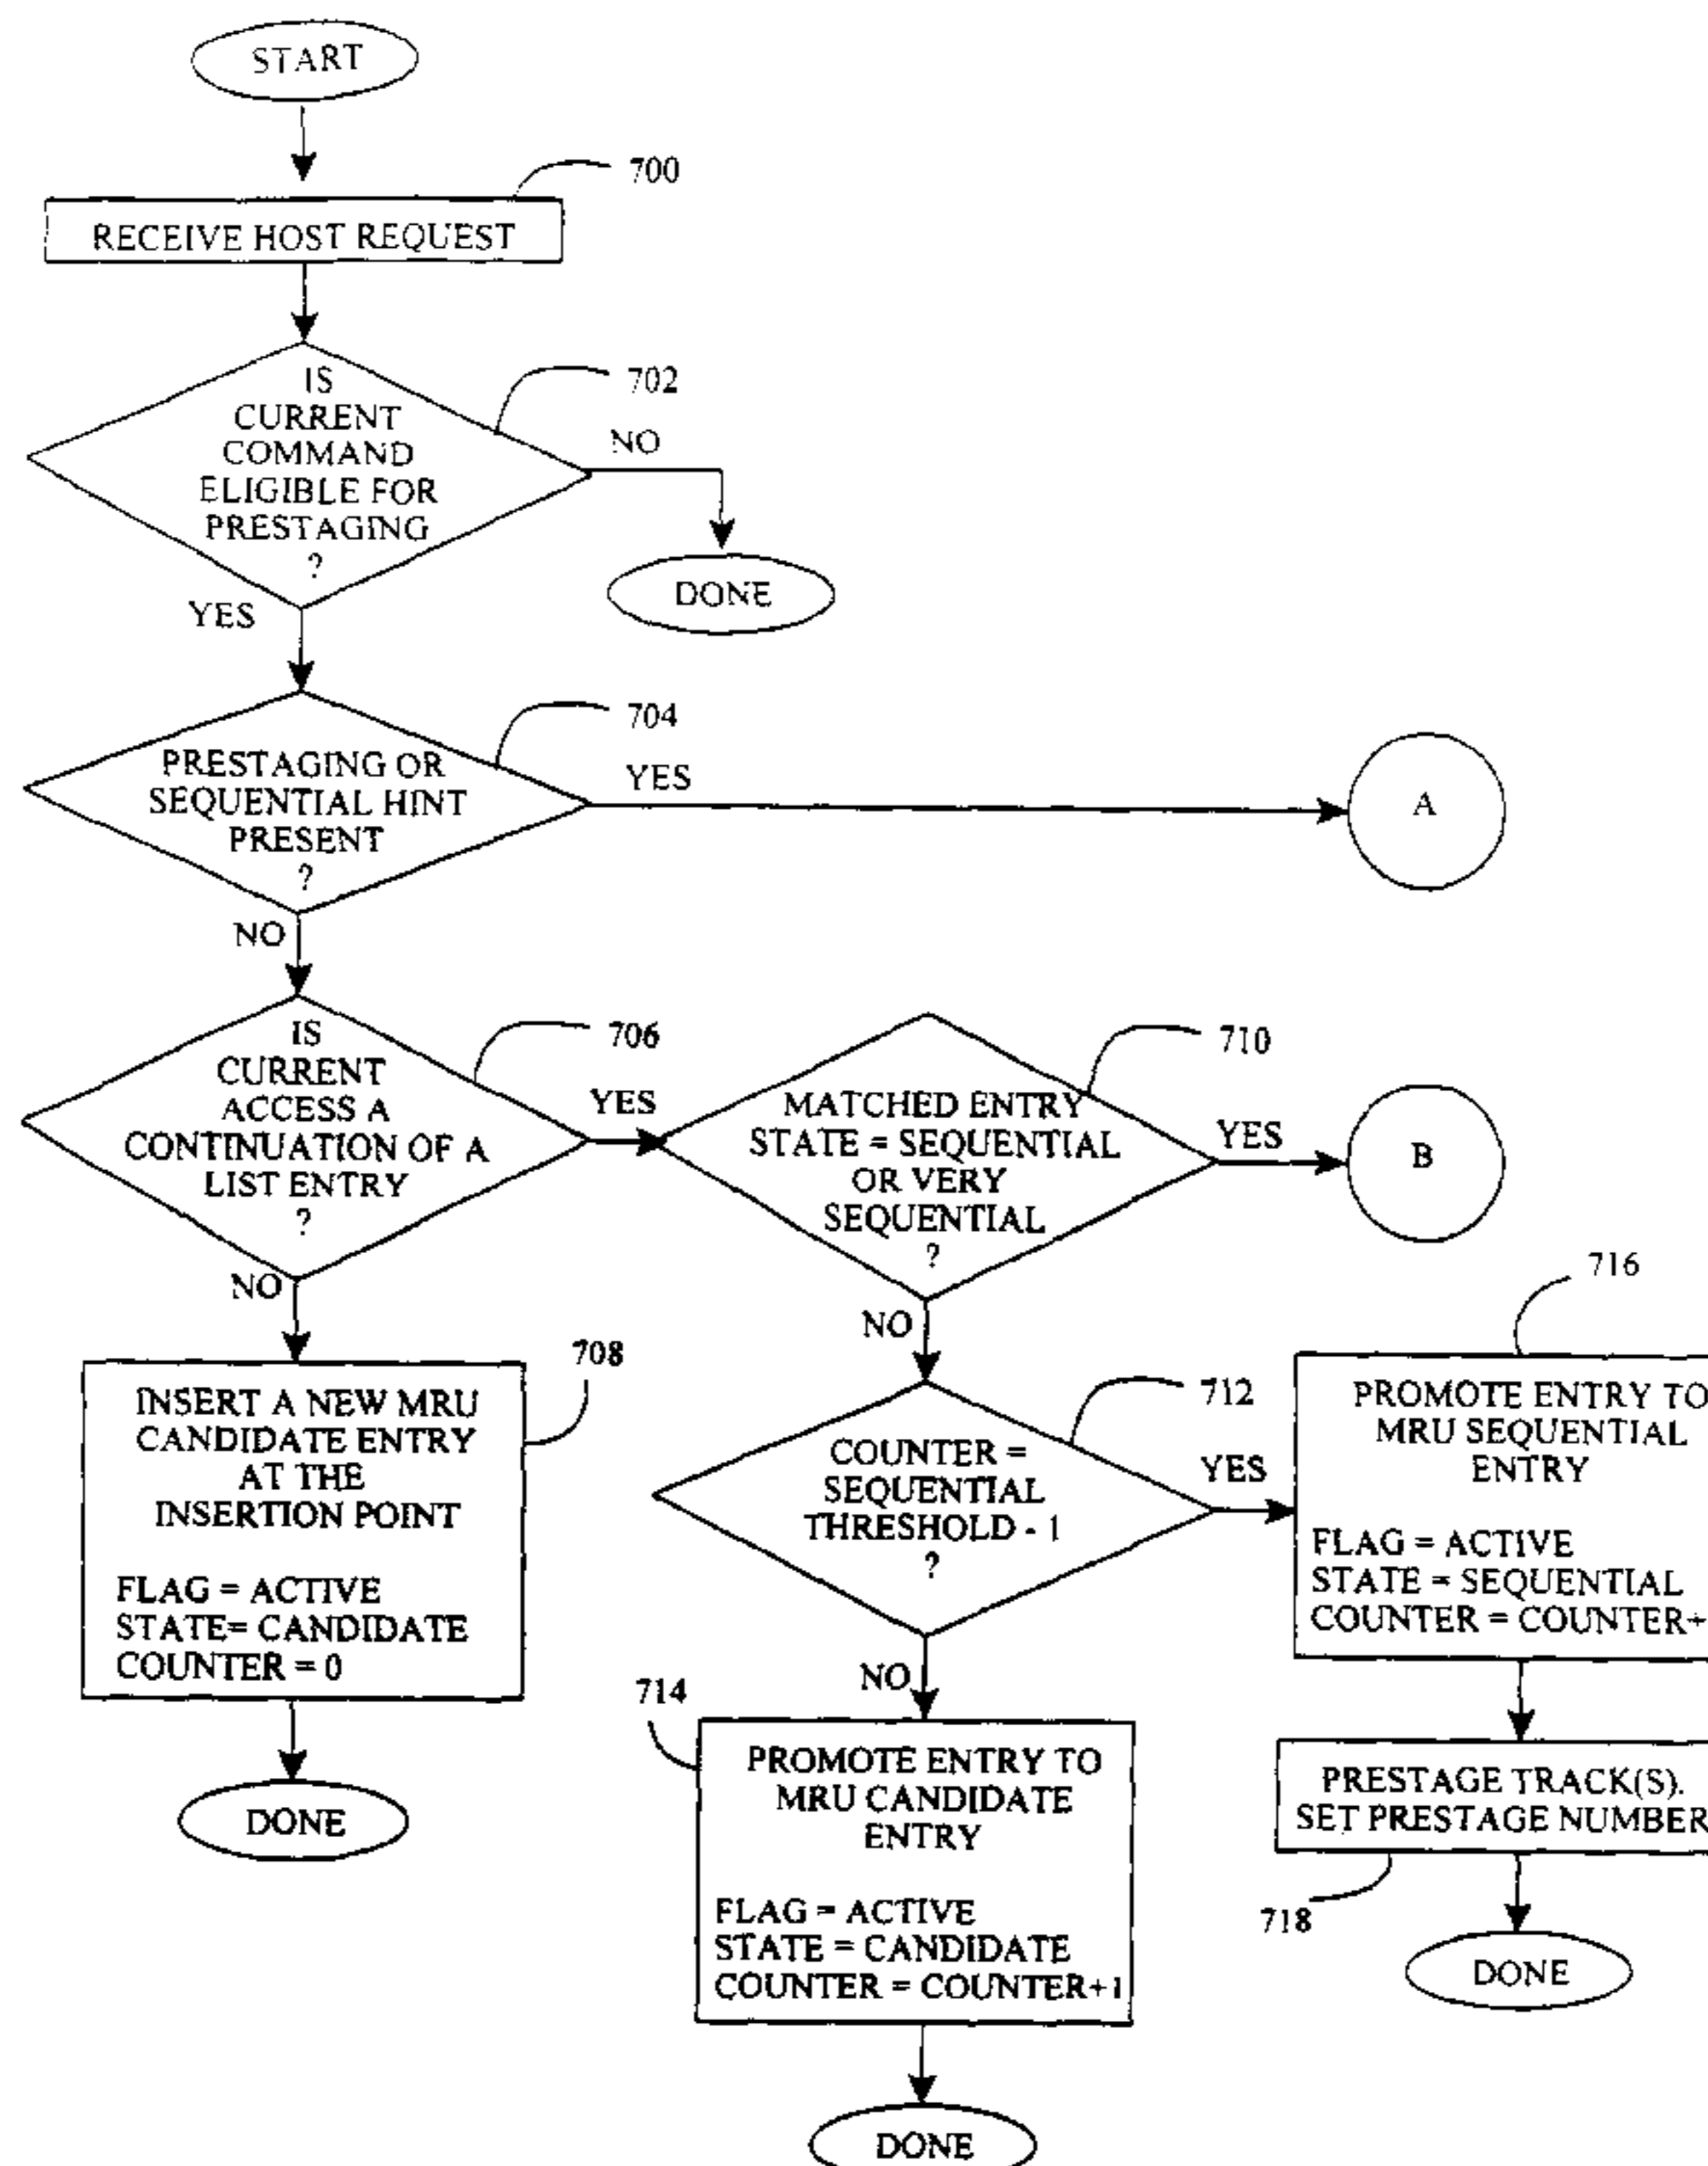 START
700
RECEIVE HOST REQUEST
IS
CURRENT
COMMAND
ELIGIBLE FOR
PRESTAGING
?
702
NO
DONE
YES
PRESTAGING OR
SEQUENTIAL HINT
PRESENT
?
704
YES
A
NO
IS
CURRENT
ACCESS A
CONTINUATION OF A
LIST ENTRY
?
706
YES
MATCHED ENTRY
STATE = SEQUENTIAL
OR VERY
SEQUENTIAL
?
710
YES
B
NO
INSERT A NEW MRU
CANDIDATE ENTRY
AT THE
INSERTION POINT
FLAG = ACTIVE
STATE= CANDIDATE
COUNTER = 0
708
DONE
NO
COUNTER =
SEQUENTIAL
THRESHOLD - 1
?
712
YES
716
PROMOTE ENTRY TO
MRU SEQUENTIAL
ENTRY
FLAG = ACTIVE
STATE = SEQUENTIAL
COUNTER = COUNTER+
NO
714
PROMOTE ENTRY TO
MRU CANDIDATE
ENTRY
FLAG = ACTIVE
STATE = CANDIDATE
COUNTER = COUNTER+1
DONE
PRESTAGE TRACK(S).
SET PRESTAGE NUMBER
718
DONE